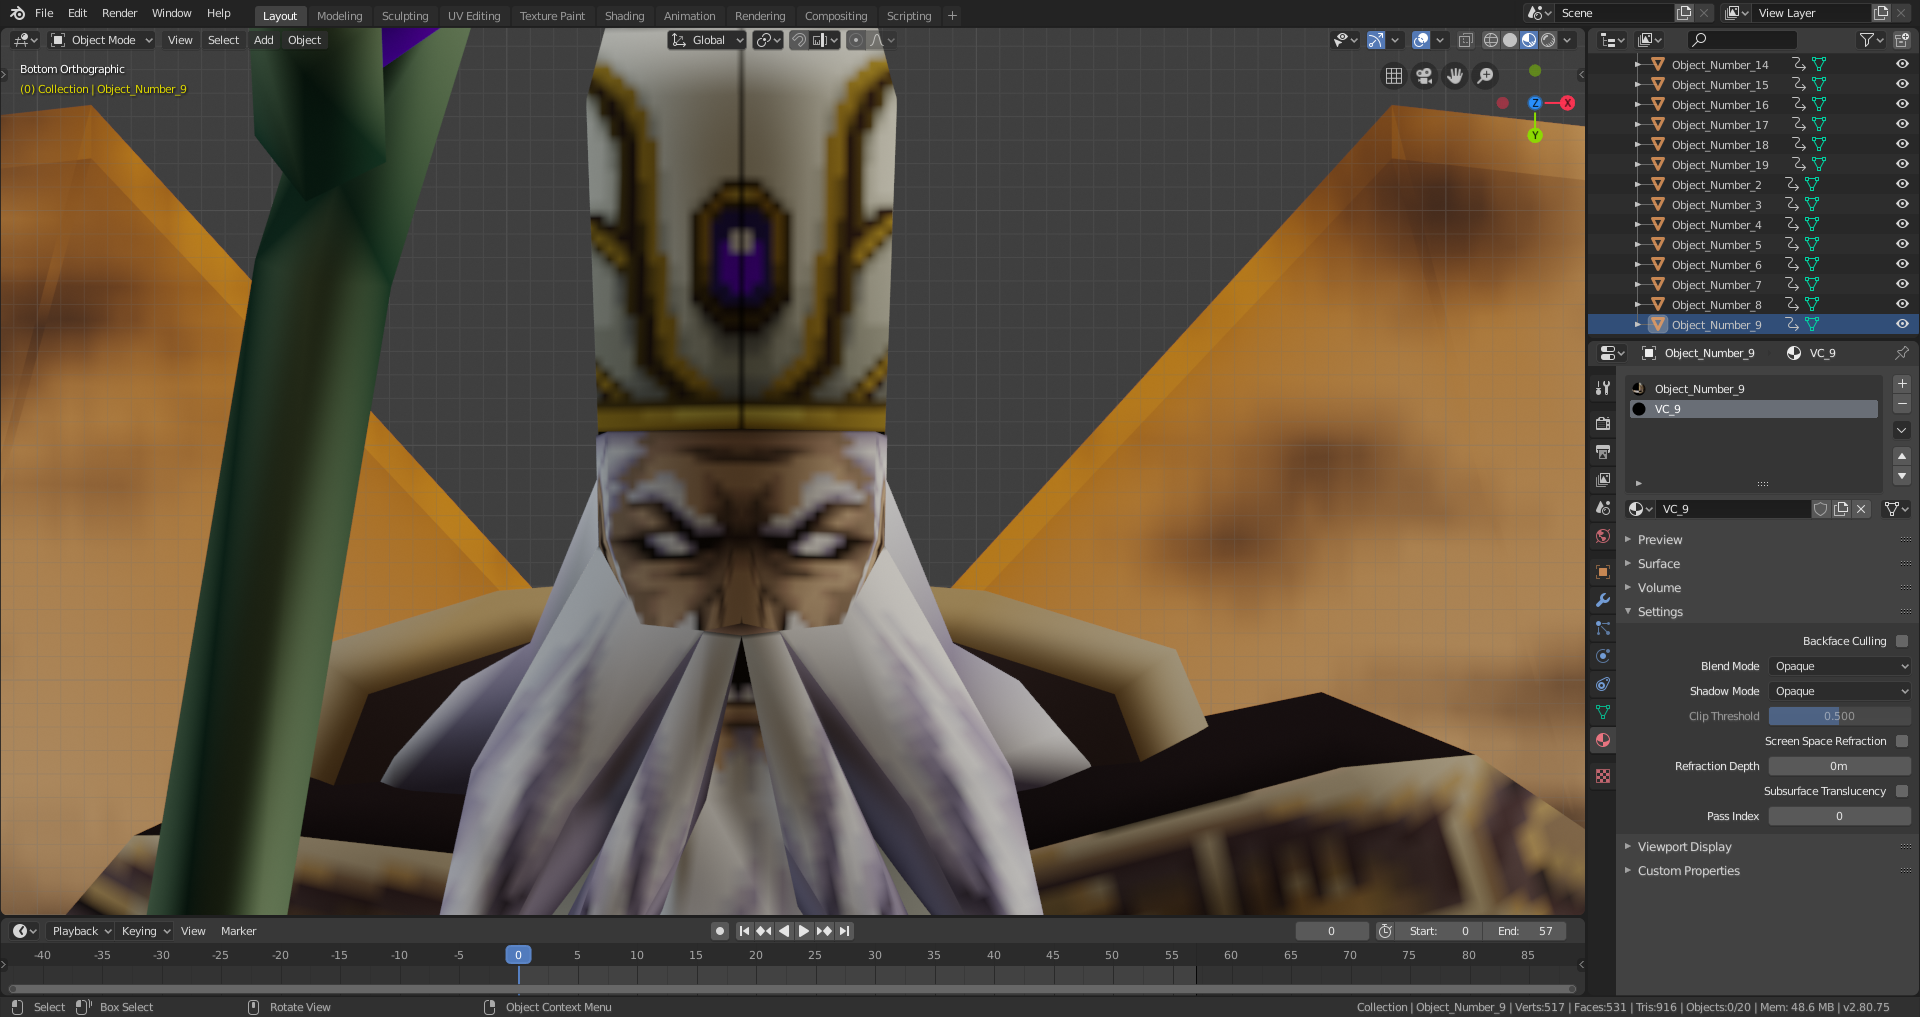 File Edit Render Window Help Layout Modeling Sculpting UV Editing Texture Paint Shading Animation Rendering Compositing Scripting + Scene View Layer
Object Mode View Select Add Object Global
Bottom Orthographic
(0) Collection | Object_Number_9
X
Z
Y
Object_Number_14
Object_Number_15
Object_Number_16
Object_Number_17
Object_Number_18
Object_Number_19
Object_Number_2
Object_Number_3
Object_Number_4
Object_Number_5
Object_Number_6
Object_Number_7
Object_Number_8
Object_Number_9
Object_Number_9 VC_9
Object_Number_9
VC_9
VC_9
Preview
Surface
Volume
Settings
Backface Culling
Blend Mode Opaque
Shadow Mode Opaque
Clip Threshold 0.500
Screen Space Refraction
Refraction Depth 0m
Subsurface Translucency
Pass Index 0
Viewport Display
Custom Properties
Playback Keying View Marker 0 Start: 0 End: 57
-40 -35 -30 -25 -20 -15 -10 -5 0 5 10 15 20 25 30 35 40 45 50 55 60 65 70 75 80 85
Select Box Select Rotate View Object Context Menu Collection | Object_Number_9 | Verts:517 | Faces:531 | Tris:916 | Objects:0/20 | Mem: 48.6 MB | v2.80.75